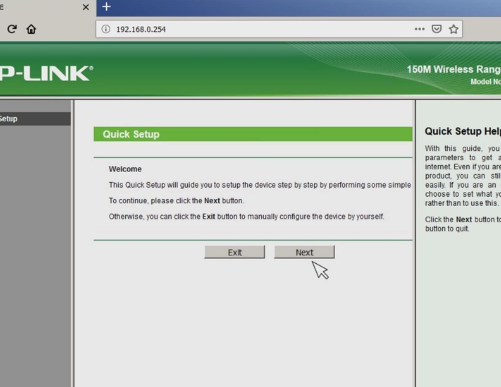 192.168.0.254
P-LINK
150M Wireless Rang
Model No
Setup
Quick Setup
Welcome
This Quick Setup will guide you to setup the device step by step by performing some simple
To continue, please click the Next button.
Otherwise, you can click the Exit button to manually configure the device by yourself.
Exit
Next
Quick Setup Help
With this guide, you
parameters to get a
internet. Even if you are
product, you can still
easily. If you are an
choose to set what yo
rather than to use this.
Click the Next button to
button to quit.